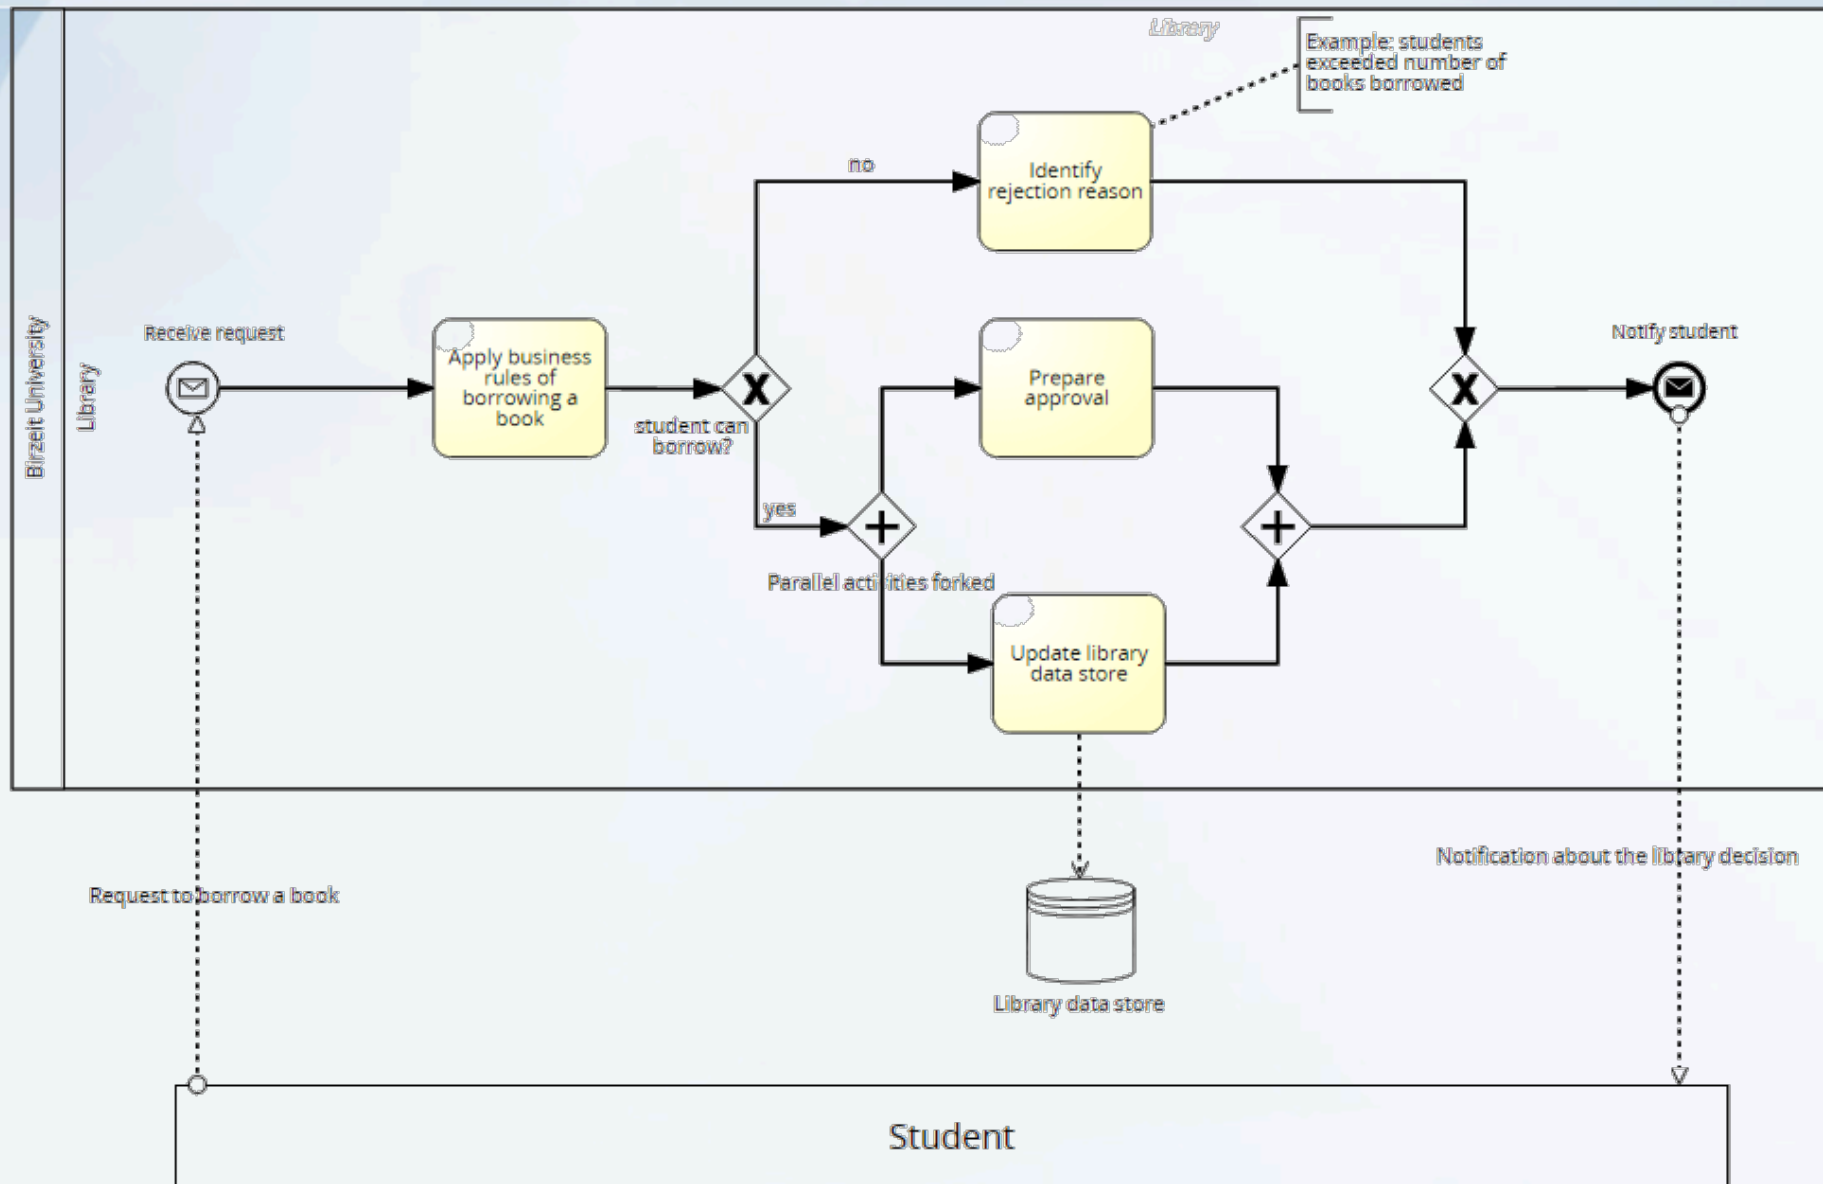 Library
Example: students
exceeded number of
books borrowed
no
Identify
rejection reason
Birzeit University
Library
Receive request
Apply business
rules of
borrowing a
book
student can
borrow?
Prepare
approval
Notify student
yes
Parallel activities forked
Update library
data store
Notification about the library decision
Request to borrow a book
Library data store
Student